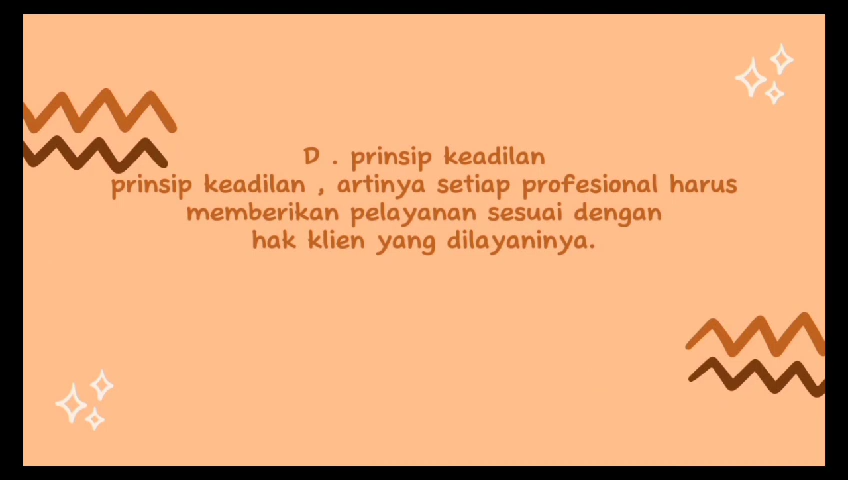 D . prinsip keadilan
prinsip keadilan , artinya setiap profesional harus
memberikan pelayanan sesuai dengan
hak klien yang dilayaninya.